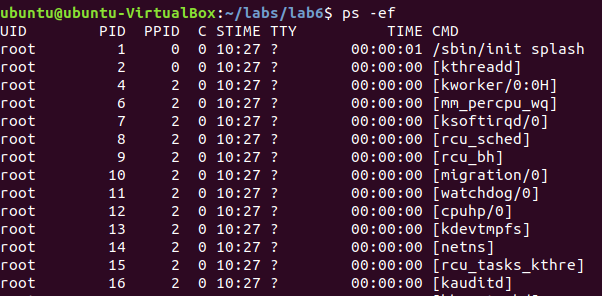 ubuntu@ubuntu-VirtualBox:~/labs/lab6$ ps -ef
UID        PID  PPID  C STIME TTY          TIME CMD
root         1     0  0 10:27 ?        00:00:01 /sbin/init splash
root         2     0  0 10:27 ?        00:00:00 [kthreadd]
root         4     2  0 10:27 ?        00:00:00 [kworker/0:0H]
root         6     2  0 10:27 ?        00:00:00 [mm_percpu_wq]
root         7     2  0 10:27 ?        00:00:00 [ksoftirqd/0]
root         8     2  0 10:27 ?        00:00:00 [rcu_sched]
root         9     2  0 10:27 ?        00:00:00 [rcu_bh]
root        10     2  0 10:27 ?        00:00:00 [migration/0]
root        11     2  0 10:27 ?        00:00:00 [watchdog/0]
root        12     2  0 10:27 ?        00:00:00 [cpuhp/0]
root        13     2  0 10:27 ?        00:00:00 [kdevtmpfs]
root        14     2  0 10:27 ?        00:00:00 [netns]
root        15     2  0 10:27 ?        00:00:00 [rcu_tasks_kthre]
root        16     2  0 10:27 ?        00:00:00 [kauditd]